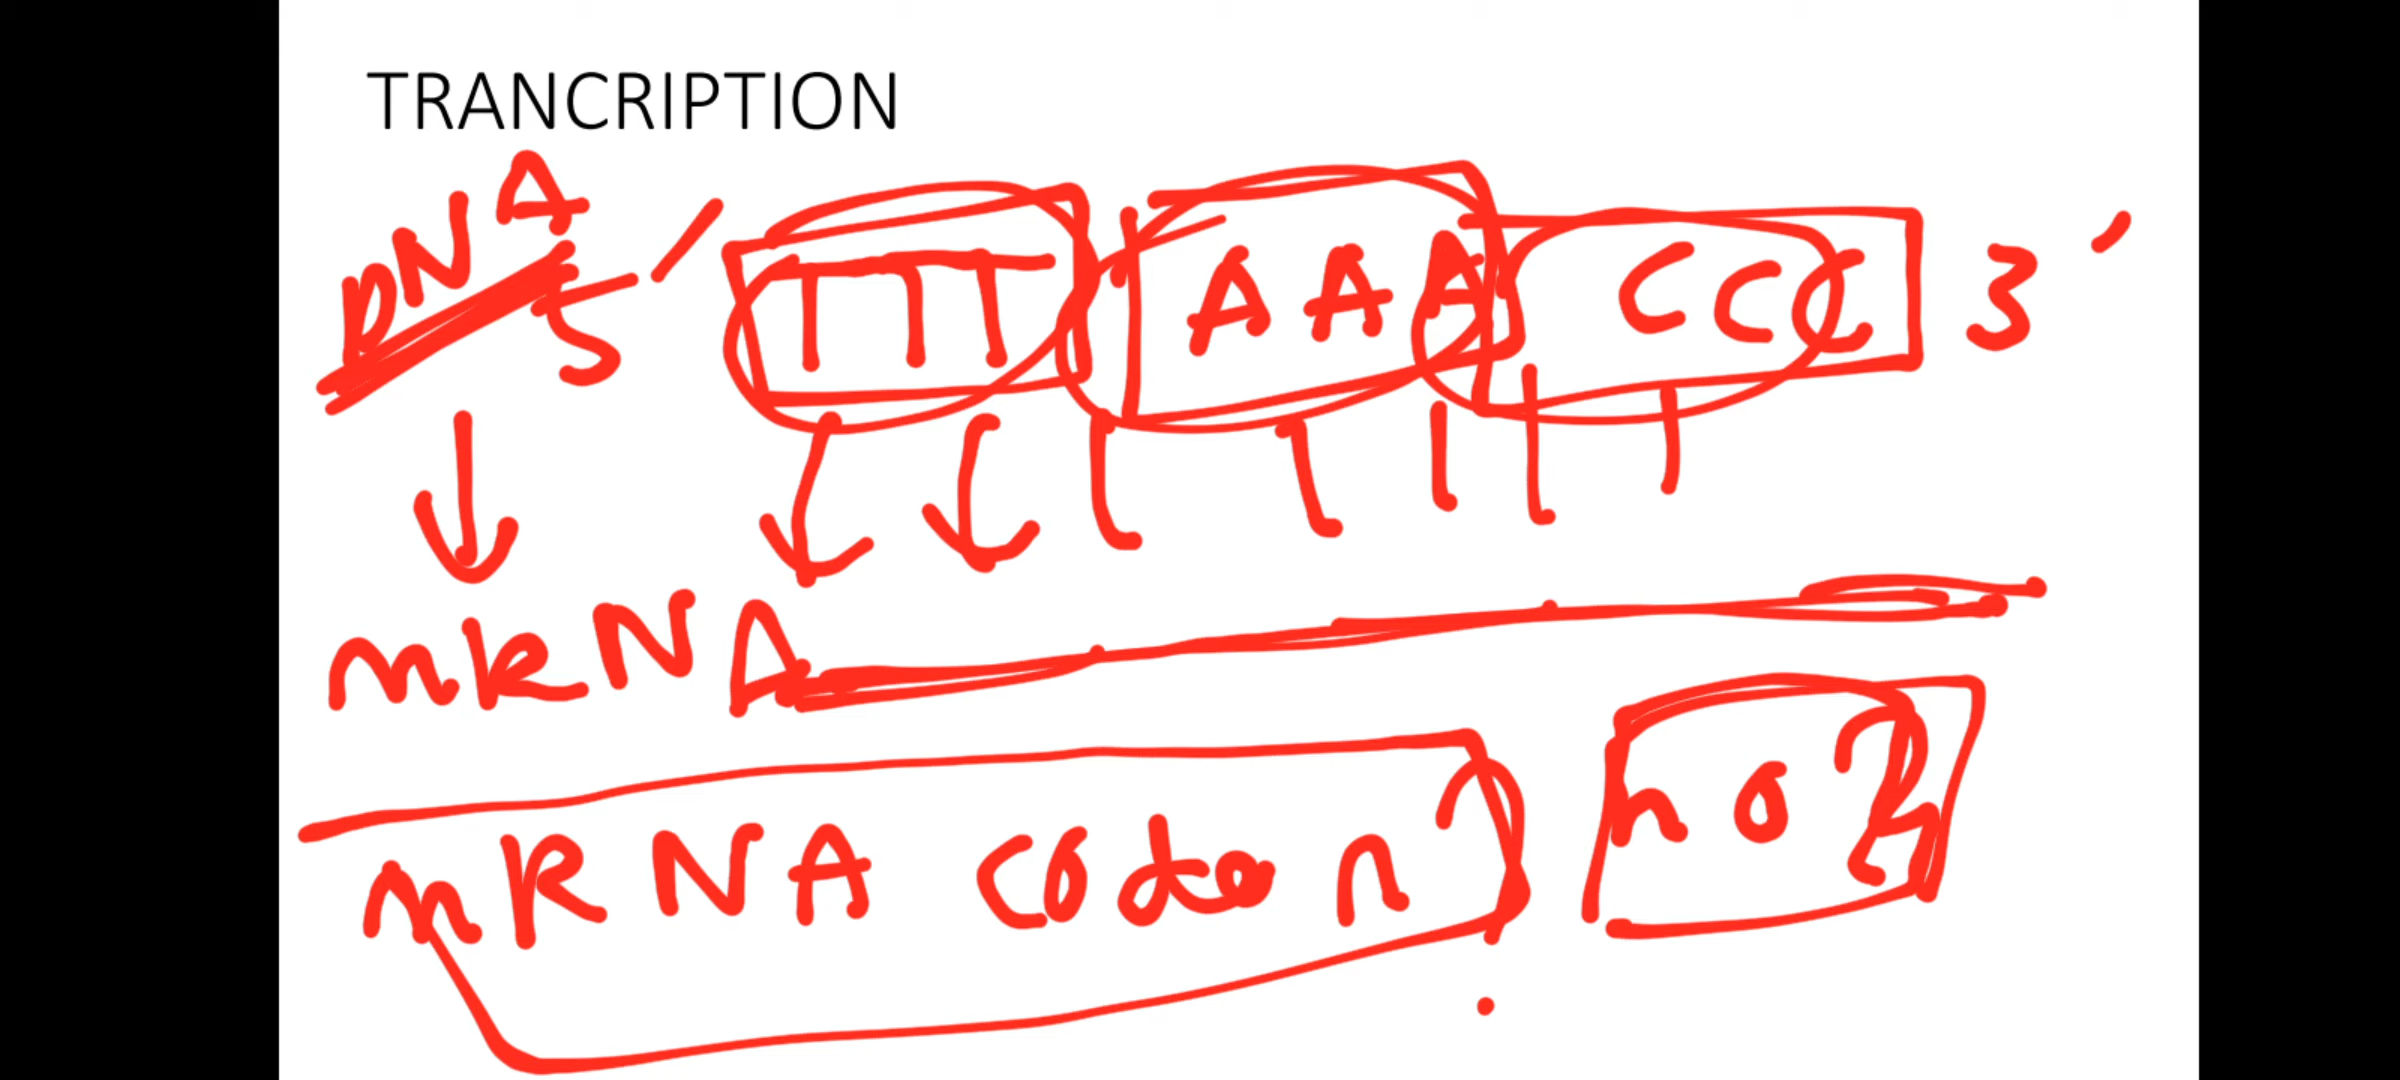 TRANCRIPTION
DNA
5' TTT AAA CCC 3'
mRNA
mRNA Codon ?
no?